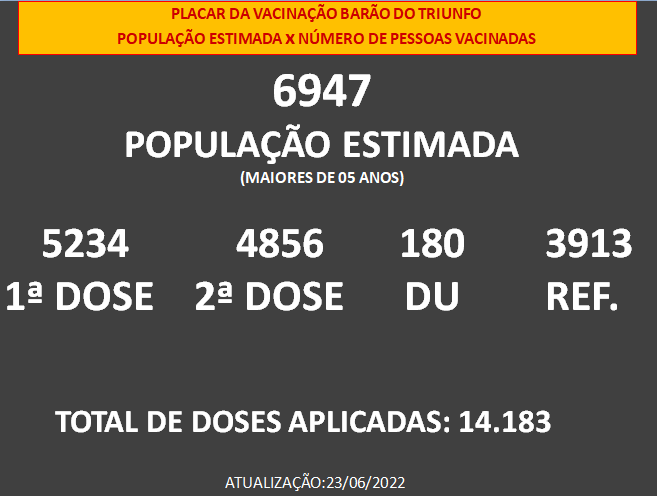 PLACAR DA VACINAÇÃO BARÃO DO TRIUNFO
POPULAÇÃO ESTIMADA X NÚMERO DE PESSOAS VACINADAS
6947
POPULAÇÃO ESTIMADA
(MAIORES DE 05 ANOS)
5234 4856 180 3913
1ª DOSE 2ª DOSE DU REF.
TOTAL DE DOSES APLICADAS: 14.183
ATUALIZAÇÃO:23/06/2022